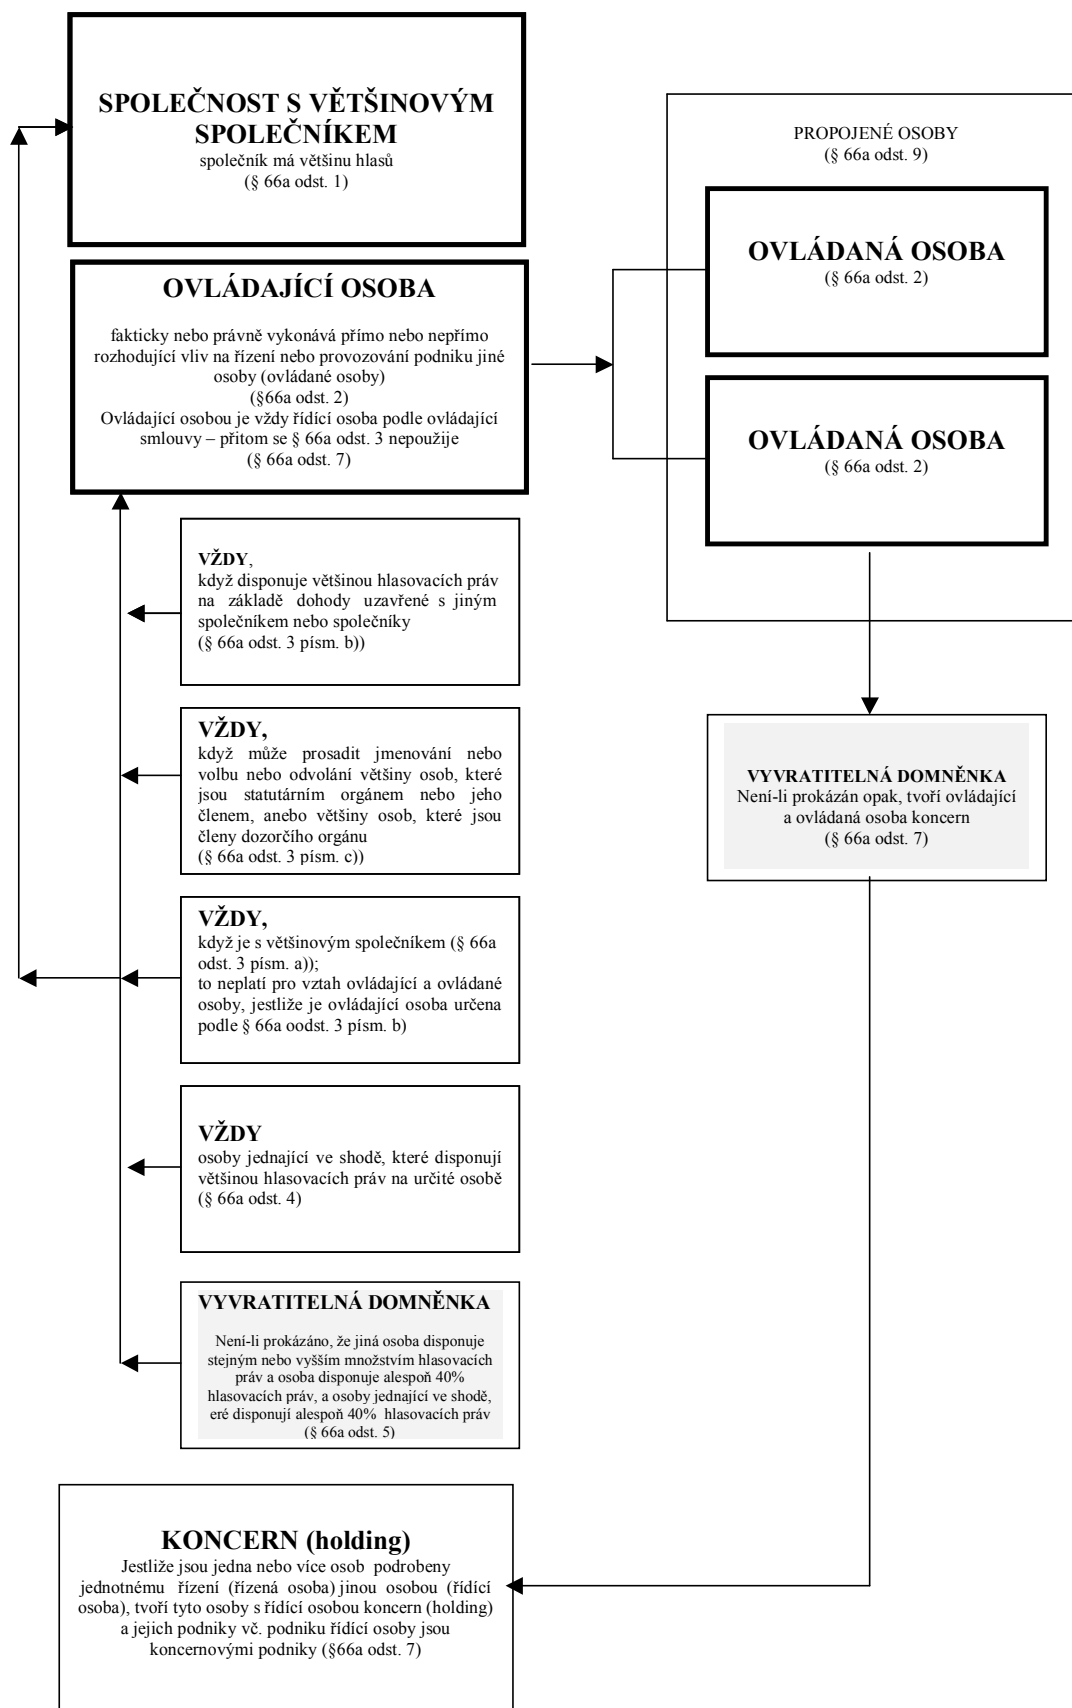 SPOLEČNOST S VĚTŠINOVÝM
SPOLEČNÍKEM
společník má většinu hlasů
(§ 66a odst. 1)
PROPOJENÉ OSOBY
(§ 66a odst. 9)
OVLÁDANÁ OSOBA
(§ 66a odst. 2)
OVLÁDANÁ OSOBA
(§ 66a odst. 2)
OVLÁDAJÍCÍ OSOBA
fakticky nebo právně vykonává přímo nebo nepřímo
rozhodující vliv na řízení nebo provozování podniku jiné
osoby (ovládané osoby)
(§66a odst. 2)
Ovládající osobou je vždy řídící osoba podle ovládající
smlouvy – přitom se § 66a odst. 3 nepoužije
(§ 66a odst. 7)
VŽDY,
když disponuje většinou hlasovacích práv
na základě dohody uzavřené s jiným
společníkem nebo společníky
(§ 66a odst. 3 písm. b))
VŽDY,
když může prosadit jmenování nebo
volbu nebo odvolání většiny osob, které
jsou statutárním orgánem nebo jeho
členem, anebo většiny osob, které jsou
členy dozorčího orgánu
(§ 66a odst. 3 písm. c))
VYVRATITELNÁ DOMNĚNKA
Není-li prokázán opak, tvoří ovládající
a ovládaná osoba koncern
(§ 66a odst. 7)
VŽDY,
když je s většinovým společníkem (§ 66a
odst. 3 písm. a));
to neplatí pro vztah ovládající a ovládané
osoby, jestliže je ovládající osoba určena
podle § 66a oodst. 3 písm. b)
VŽDY
osoby jednající ve shodě, které disponují
většinou hlasovacích práv na určité osobě
(§ 66a odst. 4)
VYVRATITELNÁ DOMNĚNKA
Není-li prokázáno, že jiná osoba disponuje
stejným nebo vyšším množstvím hlasovacích
práv a osoba disponuje alespoň 40%
hlasovacích práv, a osoby jednající ve shodě,
eré disponují alespoň 40% hlasovacích práv
(§ 66a odst. 5)
KONCERN (holding)
Jestliže jsou jedna nebo více osob podrobeny
jednotnému řízení (řízená osoba) jinou osobou (řídící
osoba), tvoří tyto osoby s řídící osobou koncern (holding)
a jejich podniky vč. podniku řídící osoby jsou
koncernovými podniky (§66a odst. 7)